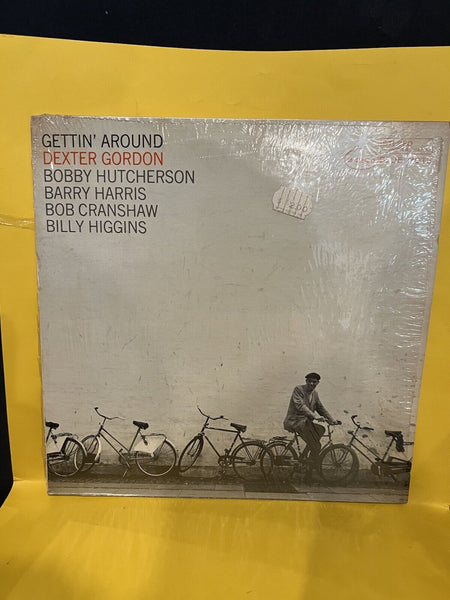 GETTIN' AROUND
DEXTER GORDON
BOBBY HUTCHERSON
BARRY HARRIS
BOB CRANSHAW
BILLY HIGGINS